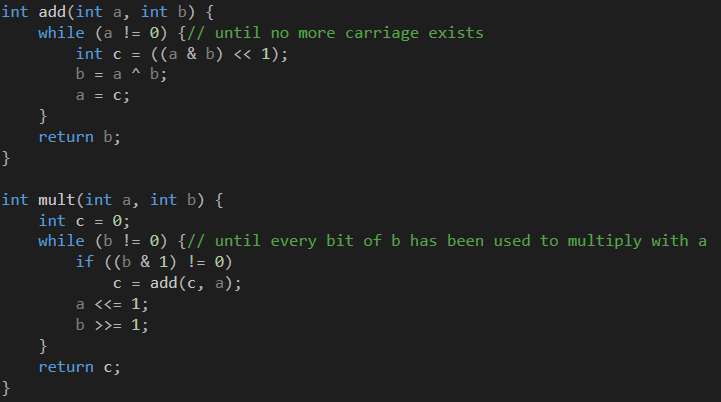 int add(int a, int b) {
    while (a != 0) {// until no more carriage exists
        int c = ((a & b) << 1);
        b = a ^ b;
        a = c;
    }
    return b;
}

int mult(int a, int b) {
    int c = 0;
    while (b != 0) {// until every bit of b has been used to multiply with a
        if ((b & 1) != 0)
            c = add(c, a);
        a <<= 1;
        b >>= 1;
    }
    return c;
}